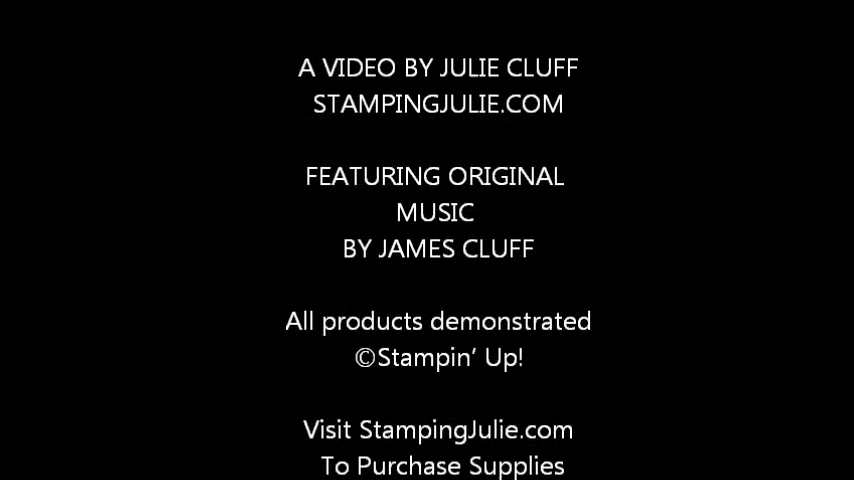 A VIDEO BY JULIE CLUFF
STAMPINGJULIE.COM
FEATURING ORIGINAL
MUSIC
BY JAMES CLUFF
All products demonstrated
©Stampin’ Up!
Visit StampingJulie.com
To Purchase Supplies